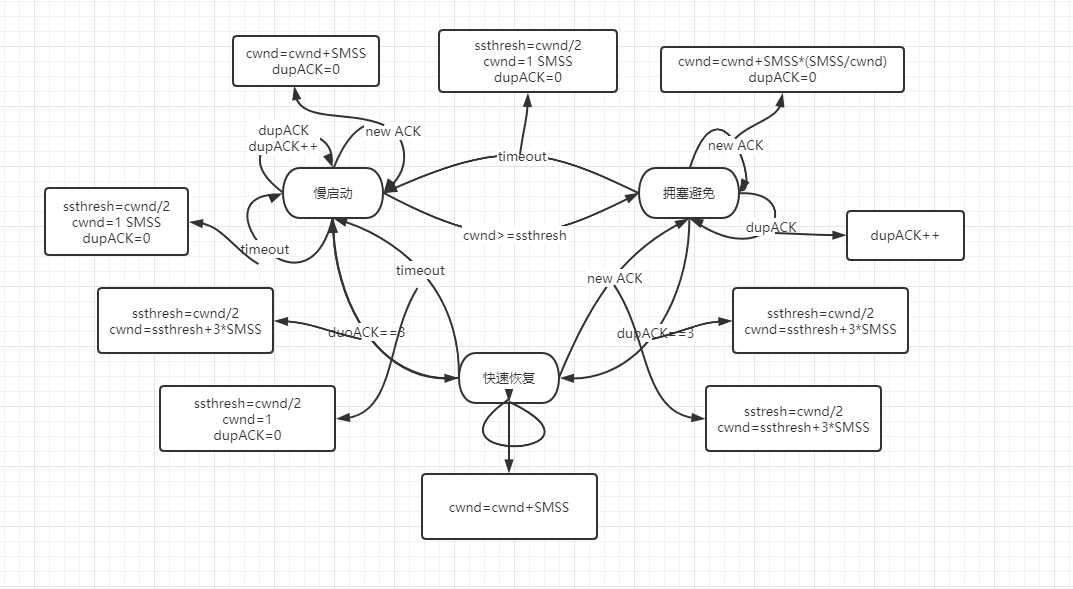 cwnd=cwnd+SMSS
dupACK=0
ssthresh=cwnd/2
cwnd=1 SMSS
dupACK=0
cwnd=cwnd+SMSS*(SMSS/cwnd)
dupACK=0
dupACK
dupACK++
new ACK
timeout
new ACK
慢启动
拥塞避免
ssthresh=cwnd/2
cwnd=1 SMSS
dupACK=0
timeout
cwnd>=ssthresh
dupACK
dupACK++
timeout
new ACK
ssthresh=cwnd/2
cwnd=ssthresh+3*SMSS
duoACK==3
dupACK==3
ssthresh=cwnd/2
cwnd=ssthresh+3*SMSS
快速恢复
ssthresh=cwnd/2
cwnd=1
dupACK=0
sstresh=cwnd/2
cwnd=ssthresh+3*SMSS
cwnd=cwnd+SMSS